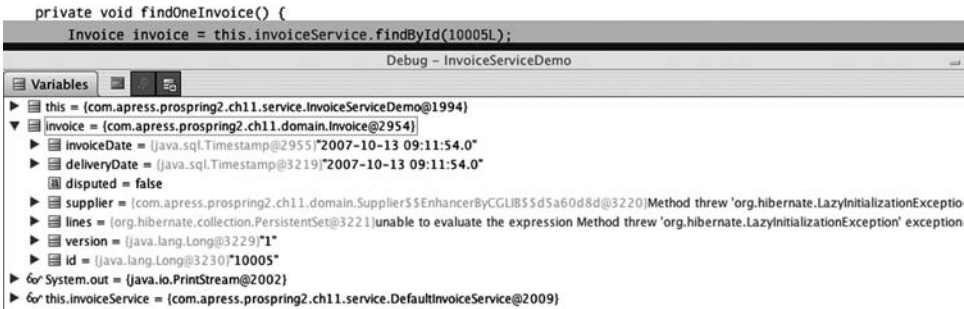 private void findOneInvoice() {
Invoice invoice = this.invoiceService.findById(10005L);
Debug – InvoiceServiceDemo
Variables
this = {com.apress.prospring2.ch11.service.InvoiceServiceDemo@1994}
invoice = {com.apress.prospring2.ch11.domain.Invoice@2954}
invoiceDate = {java.sql.Timestamp@2955}"2007-10-13 09:11:54.0"
deliveryDate = {java.sql.Timestamp@3219}"2007-10-13 09:11:54.0"
disputed = false
supplier = {com.apress.prospring2.ch11.domain.Supplier$$EnhancerByCGLIB$$d5a60d8d@3220}Method threw 'org.hibernate.LazyInitializationExceptio
lines = {org.hibernate.collection.PersistentSet@3221}unable to evaluate the expression Method threw 'org.hibernate.LazyInitializationException' exception
version = {java.lang.Long@3229}"1"
id = {java.lang.Long@3230}"10005"
System.out = {java.io.PrintStream@2002}
this.invoiceService = {com.apress.prospring2.ch11.service.DefaultInvoiceService@2009}